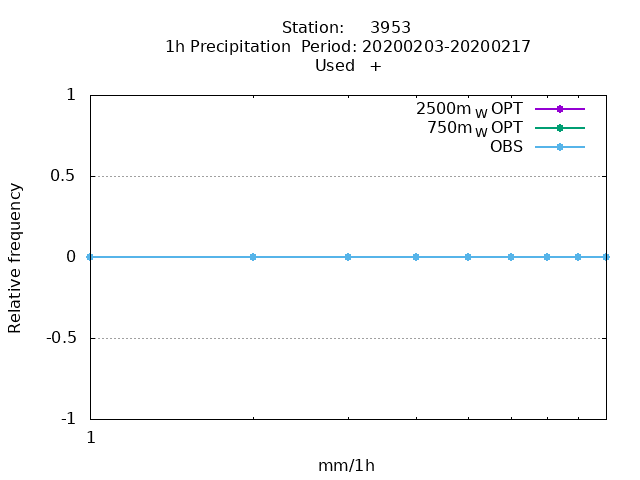 Station: 3953
1h Precipitation Period: 20200203-20200217
Used +
2500m W OPT
750m W OPT
OBS
1
0.5
0
-0.5
-1
Relative frequency
1
mm/1h